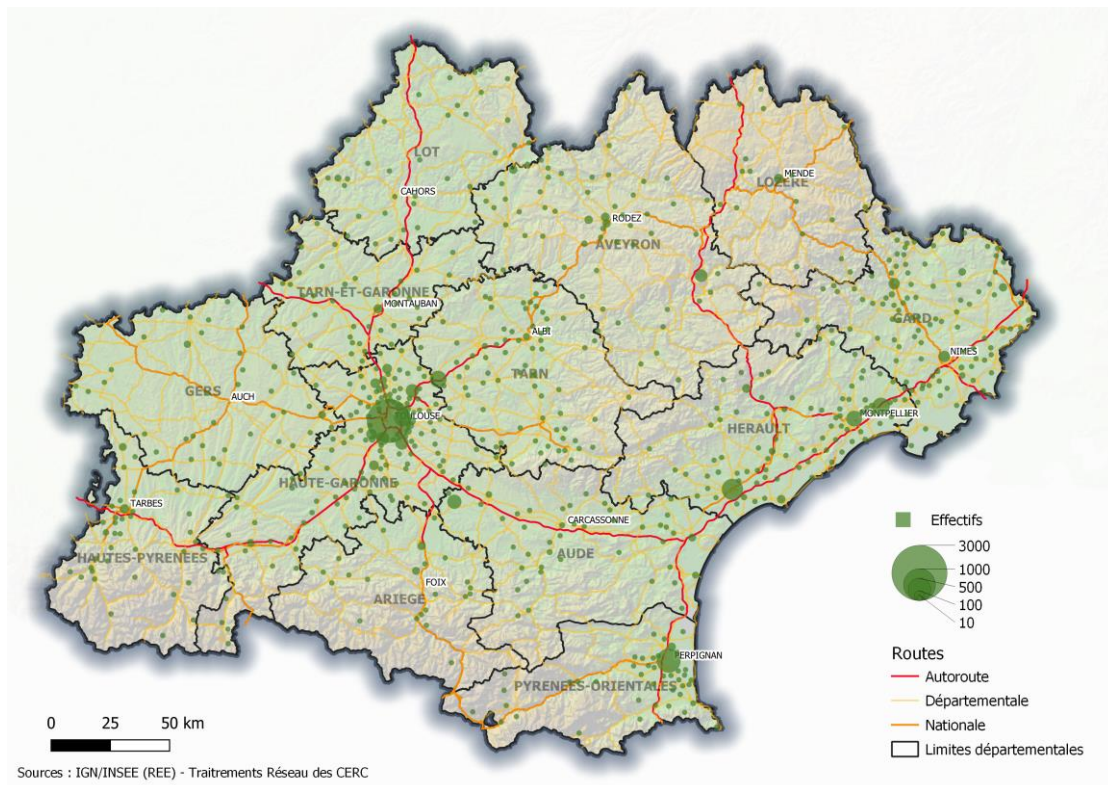 LOT
CAHORS
MENDE
LOZERE
RODEZ
AVEYRON
TARN-ET-GARONNE
MONTAUBAN
GARD
ALBI
NIMES
TARN
GERS
AUCH
LOUSE
MONTPELLIER
HERAULT
HAUTE-GARONNE
TARBES
CARCASSONNE
HAUTES-PYRENEES
AUDE
FOIX
ARIEGE
ERPIGNAN
PYRENEES-ORIENTALES
Effectifs
3000
1000
500
100
10
Routes
Autoroute
Départementale
Nationale
Limites départementales
0 25 50 km
Sources : IGN/INSEE (REE) - Traitements Réseau des CERC